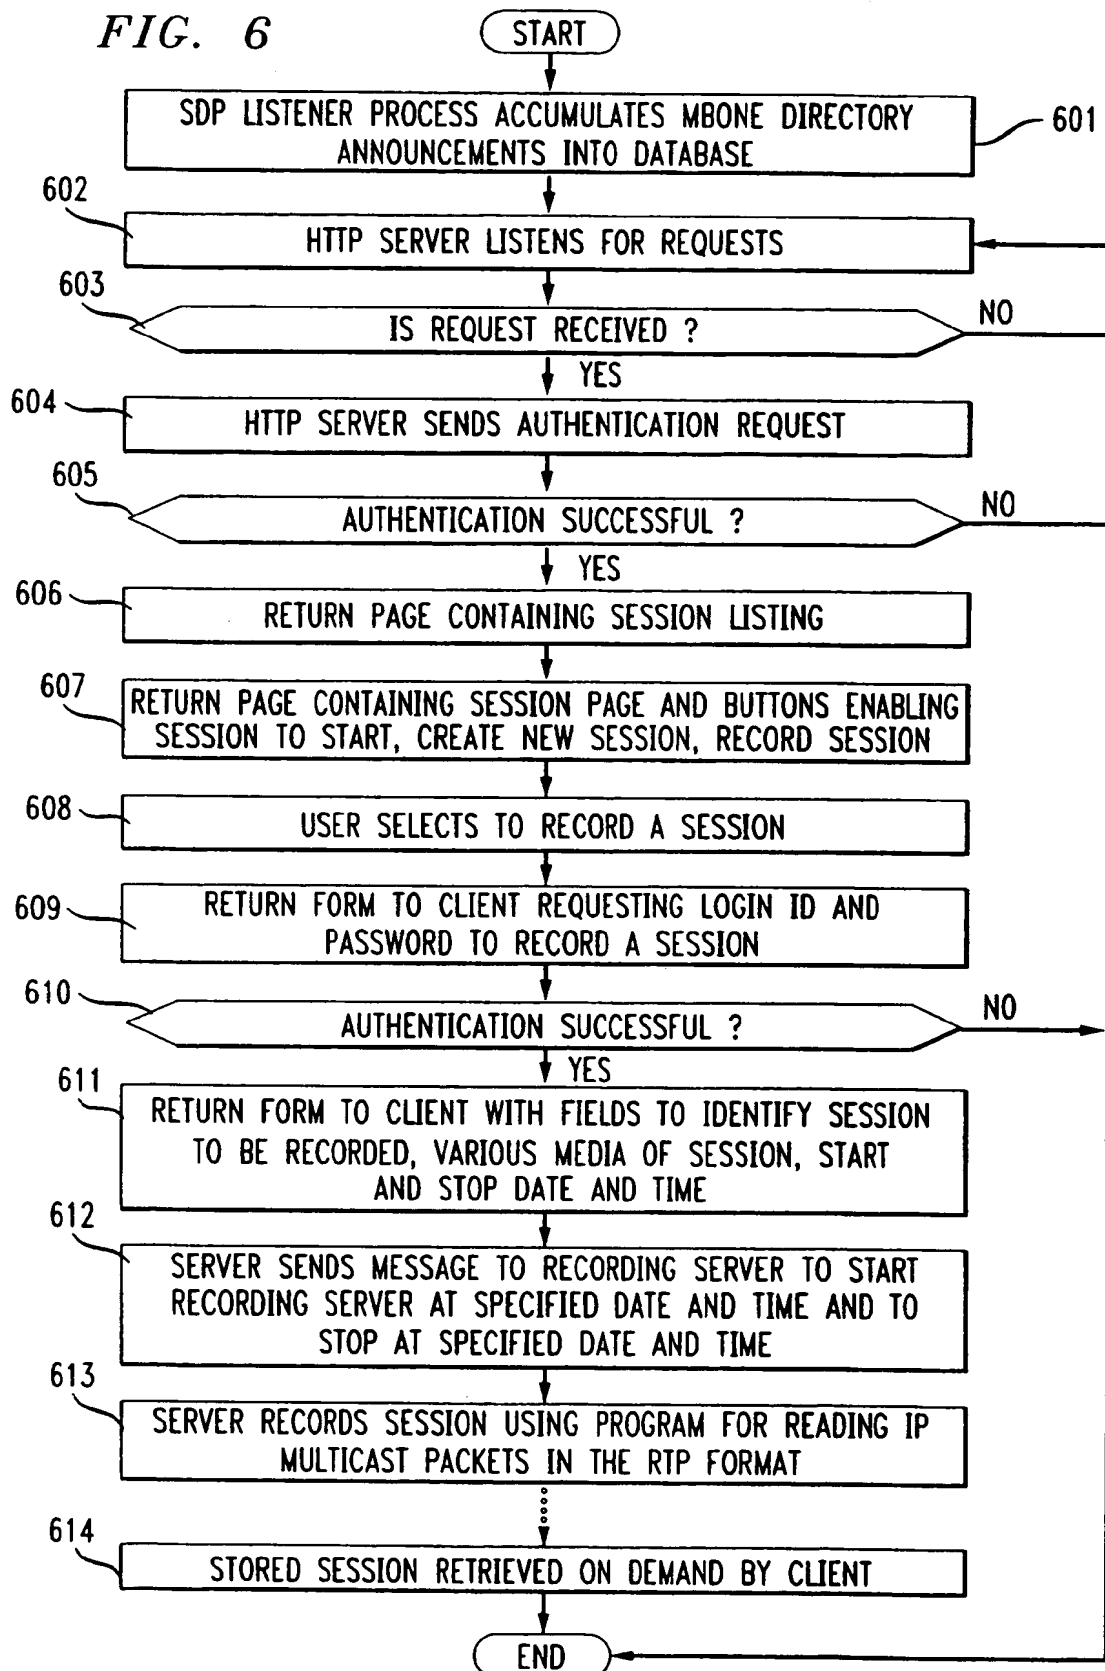 FIG. 6
START
SDP LISTENER PROCESS ACCUMULATES MBONE DIRECTORY
ANNOUNCEMENTS INTO DATABASE
601
602
HTTP SERVER LISTENS FOR REQUESTS
603
IS REQUEST RECEIVED ?
NO
YES
604
HTTP SERVER SENDS AUTHENTICATION REQUEST
605
AUTHENTICATION SUCCESSFUL ?
NO
YES
606
RETURN PAGE CONTAINING SESSION LISTING
607
RETURN PAGE CONTAINING SESSION PAGE AND BUTTONS ENABLING
SESSION TO START, CREATE NEW SESSION, RECORD SESSION
608
USER SELECTS TO RECORD A SESSION
609
RETURN FORM TO CLIENT REQUESTING LOGIN ID AND
PASSWORD TO RECORD A SESSION
610
AUTHENTICATION SUCCESSFUL ?
NO
YES
611
RETURN FORM TO CLIENT WITH FIELDS TO IDENTIFY SESSION
TO BE RECORDED, VARIOUS MEDIA OF SESSION, START
AND STOP DATE AND TIME
612
SERVER SENDS MESSAGE TO RECORDING SERVER TO START
RECORDING SERVER AT SPECIFIED DATE AND TIME AND TO
STOP AT SPECIFIED DATE AND TIME
613
SERVER RECORDS SESSION USING PROGRAM FOR READING IP
MULTICAST PACKETS IN THE RTP FORMAT
614
STORED SESSION RETRIEVED ON DEMAND BY CLIENT
END